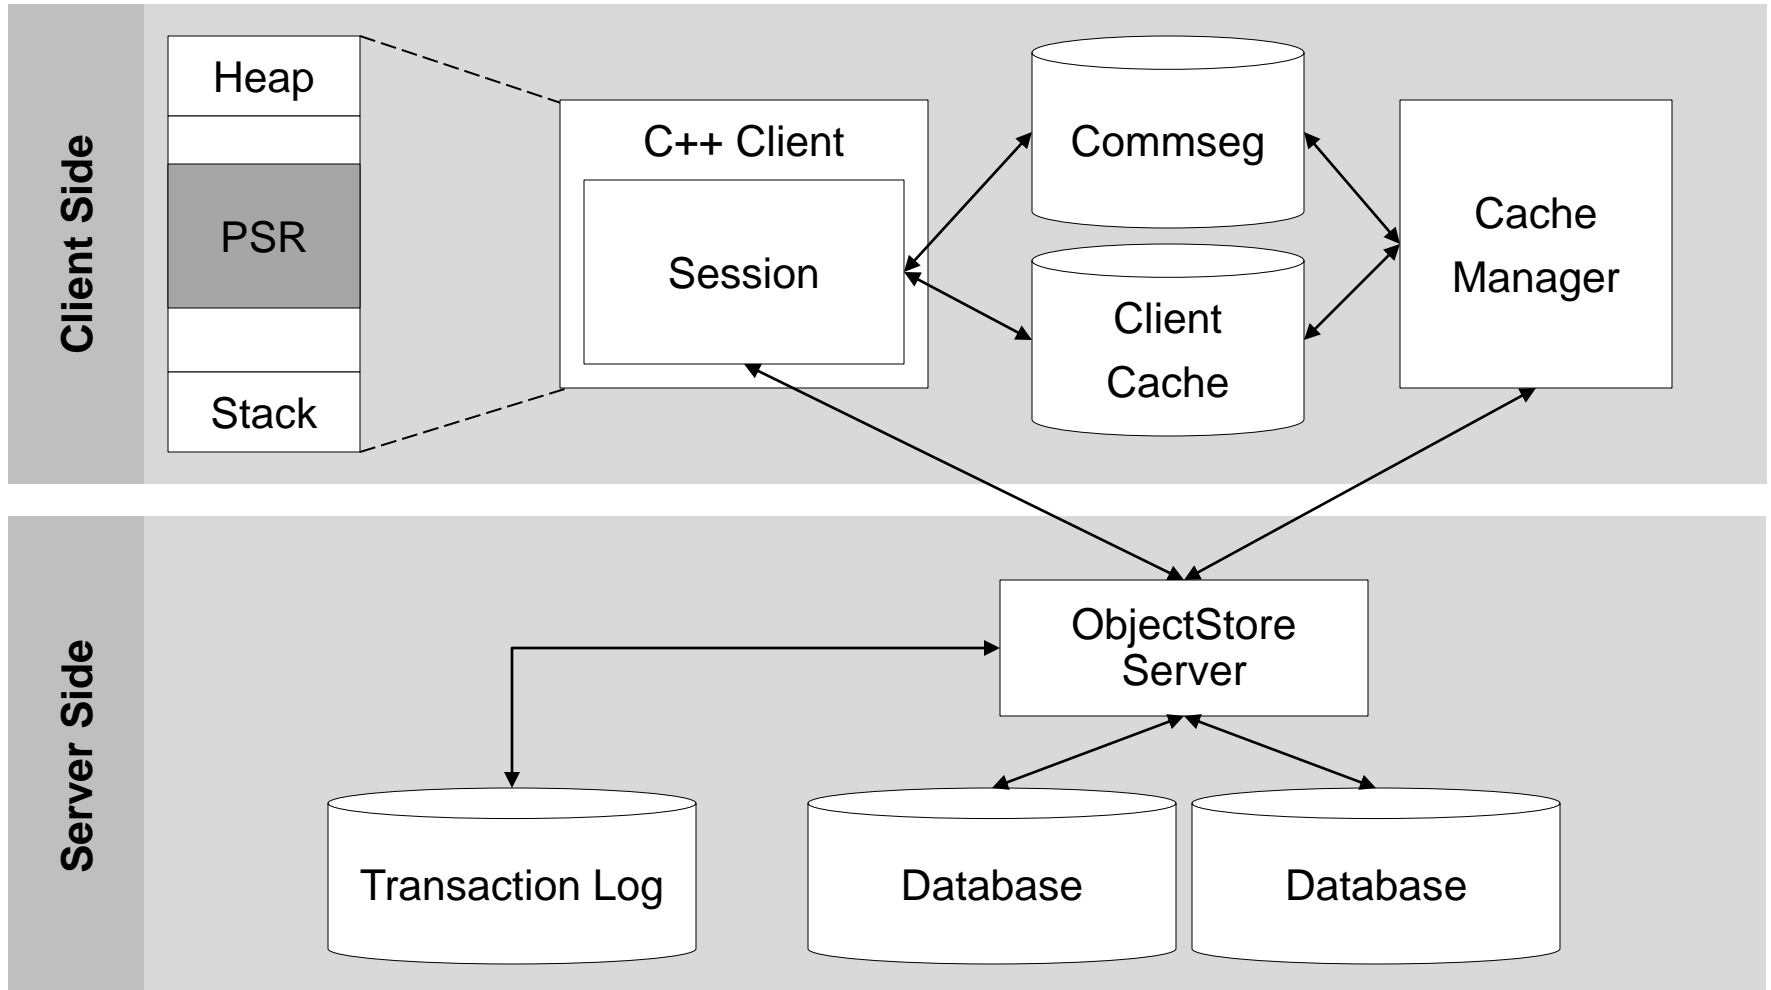 Client Side
Heap
PSR
Stack
C++ Client
Session
Commseg
Client
Cache
Cache
Manager
Server Side
ObjectStore
Server
Transaction Log
Database
Database